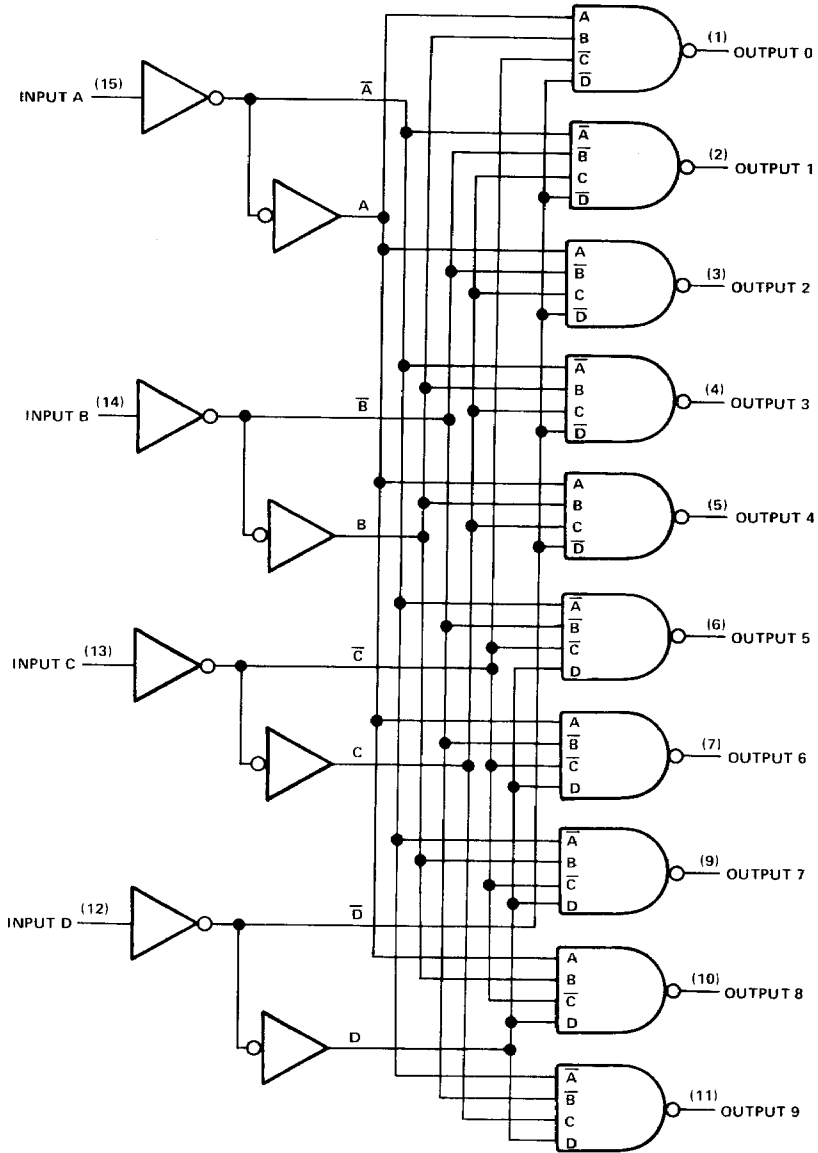 A
B
C̅
D̅
(1)
OUTPUT 0
INPUT A
(15)
A̅
A̅
B̅
C
D̅
(2)
OUTPUT 1
A
A
B̅
C
D̅
(3)
OUTPUT 2
A̅
B
C
D̅
(4)
OUTPUT 3
INPUT B
(14)
B̅
B
A
B
C
D̅
(5)
OUTPUT 4
A̅
B̅
C̅
D
(6)
OUTPUT 5
INPUT C
(13)
C̅
C
A
B̅
C̅
D
(7)
OUTPUT 6
A̅
B
C̅
D
(9)
OUTPUT 7
INPUT D
(12)
D̅
D
A
B
C̅
D
(10)
OUTPUT 8
A̅
B̅
C
D
(11)
OUTPUT 9